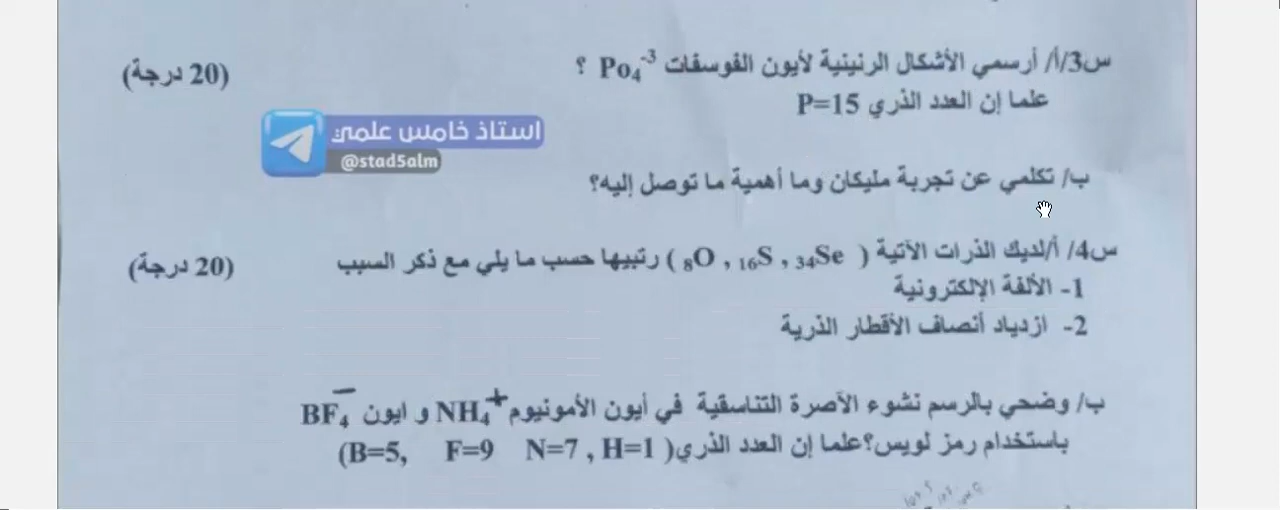 س3/أ/ أرسمي الأشكال الرنينية لأيون الفوسفات Po₄⁻³ ؟ (20 درجة)
علما إن العدد الذري P=15
استاذ خامس علمي
@stad5alm
ب/ تكلمي عن تجربة مليكان وما أهمية ما توصل إليه؟
س4/ أ/لديك الذرات الآتية ( ₈O , ₁₆S , ₃₄Se ) رتبيها حسب ما يلي مع ذكر السبب (20 درجة)
1- الألفة الإلكترونية
2- ازدياد أنصاف الأقطار الذرية
ب/ وضحي بالرسم نشوء الآصرة التناسقية في أيون الأمونيوم NH₄⁺ و ايون BF₄⁻
باستخدام رمز لويس؟علما إن العدد الذري( B=5, F=9 N=7 , H=1)